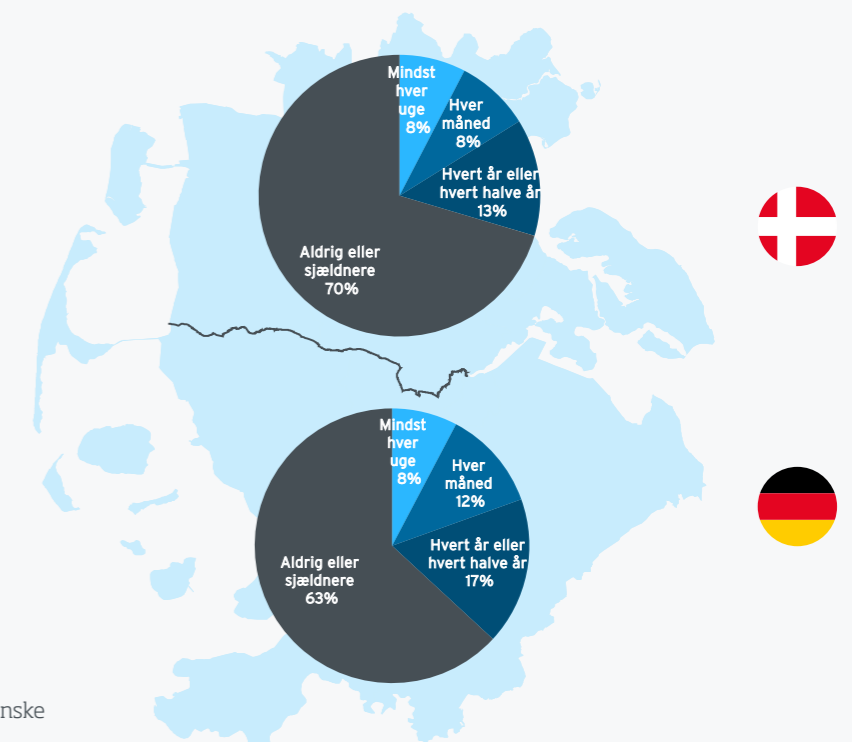 Mindst
hver
uge
8%
Hver
måned
8%
Hvert år eller
hvert halve år
13%
Aldrig eller
sjældnere
70%
Mindst
hver
uge
8%
Hver
måned
12%
Hvert år eller
hvert halve år
17%
Aldrig eller
sjældnere
63%
nske